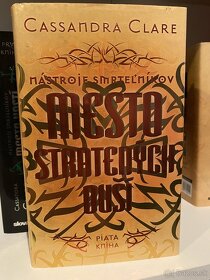 CASSANDRA CLARE
NÁSTROJE SMRTEĽNÍKOV
MESTO
STRATENÝCH
DUŠÍ
PIATA
KNIHA